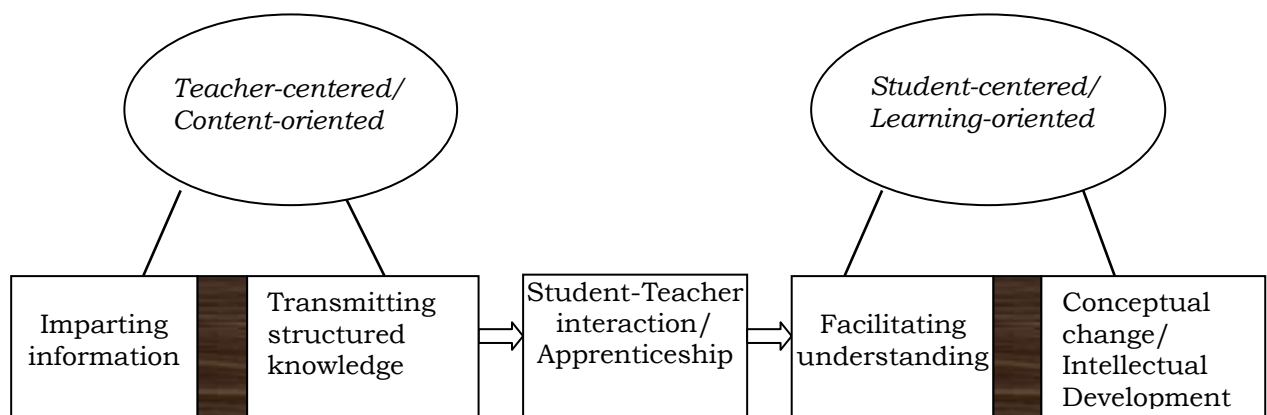 Teacher-centered/
Content-oriented
Student-centered/
Learning-oriented
Imparting
information
Transmitting
structured
knowledge
Student-Teacher
interaction/
Apprenticeship
Facilitating
understanding
Conceptual
change/
Intellectual
Development